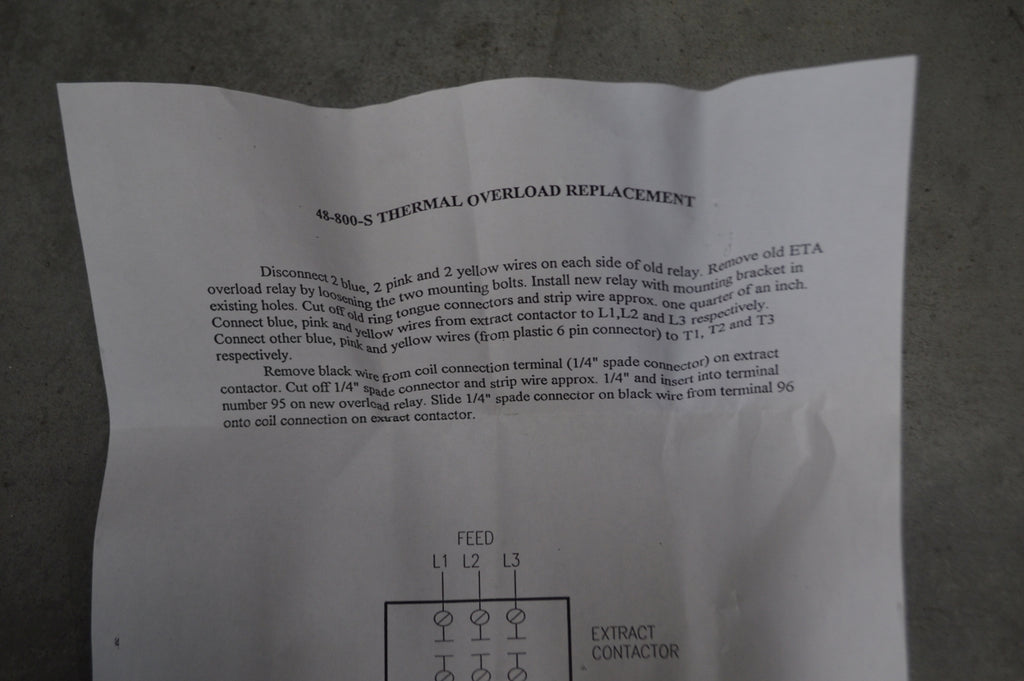 48-800-S THERMAL OVERLOAD REPLACEMENT
Disconnect 2 blue, 2 pink and 2 yellow wires on each side of old relay. Remove old ETA
overload relay by loosening the two mounting bolts. Install new relay with mounting bracket in
existing holes. Cut off old ring tongue connectors and strip wire approx. one quarter of an inch.
Connect blue, pink and yellow wires from extract contactor to L1,L2 and L3 respectively.
Connect other blue, pink and yellow wires (from plastic 6 pin connector) to T1, T2 and T3
respectively.
Remove black wire from coil connection terminal (1/4" spade connector) on extract
contactor. Cut off 1/4" spade connector and strip wire approx. 1/4" and insert into terminal
number 95 on new overload relay. Slide 1/4" spade connector on black wire from terminal 96
onto coil connection on extract contactor.
FEED
L1 L2 L3
EXTRACT
CONTACTOR